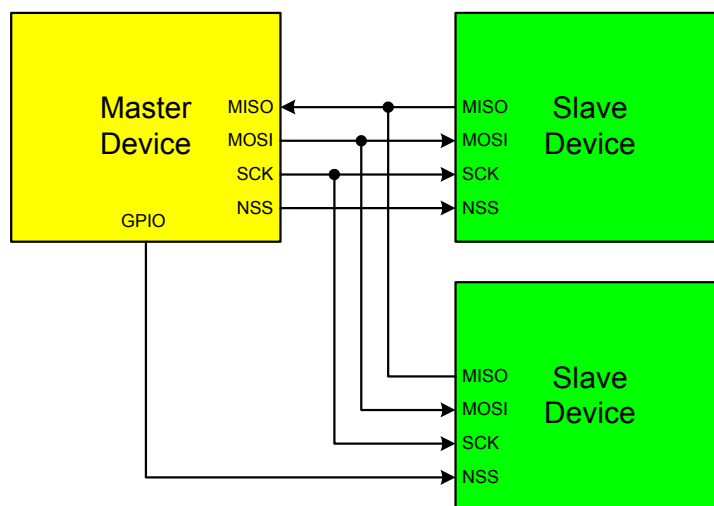 Master
Device
MISO
MOSI
SCK
NSS
GPIO
MISO
MOSI
SCK
NSS
Slave
Device
MISO
MOSI
SCK
NSS
Slave
Device